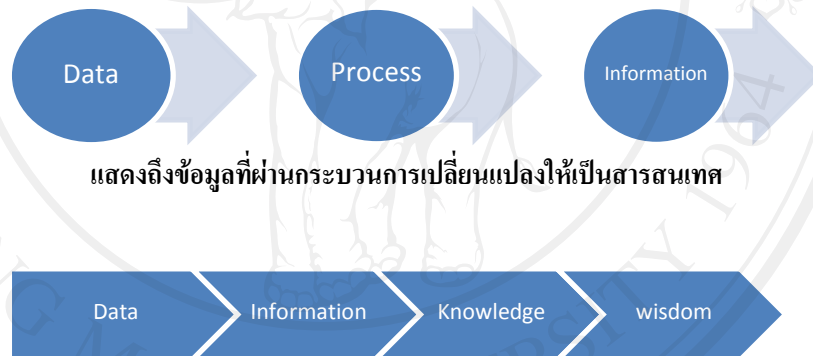 Data Process Information
แสดงถึงข้อมูลที่ผ่านกระบวนการเปลี่ยนแปลงให้เป็นสารสนเทศ
Data Information Knowledge wisdom